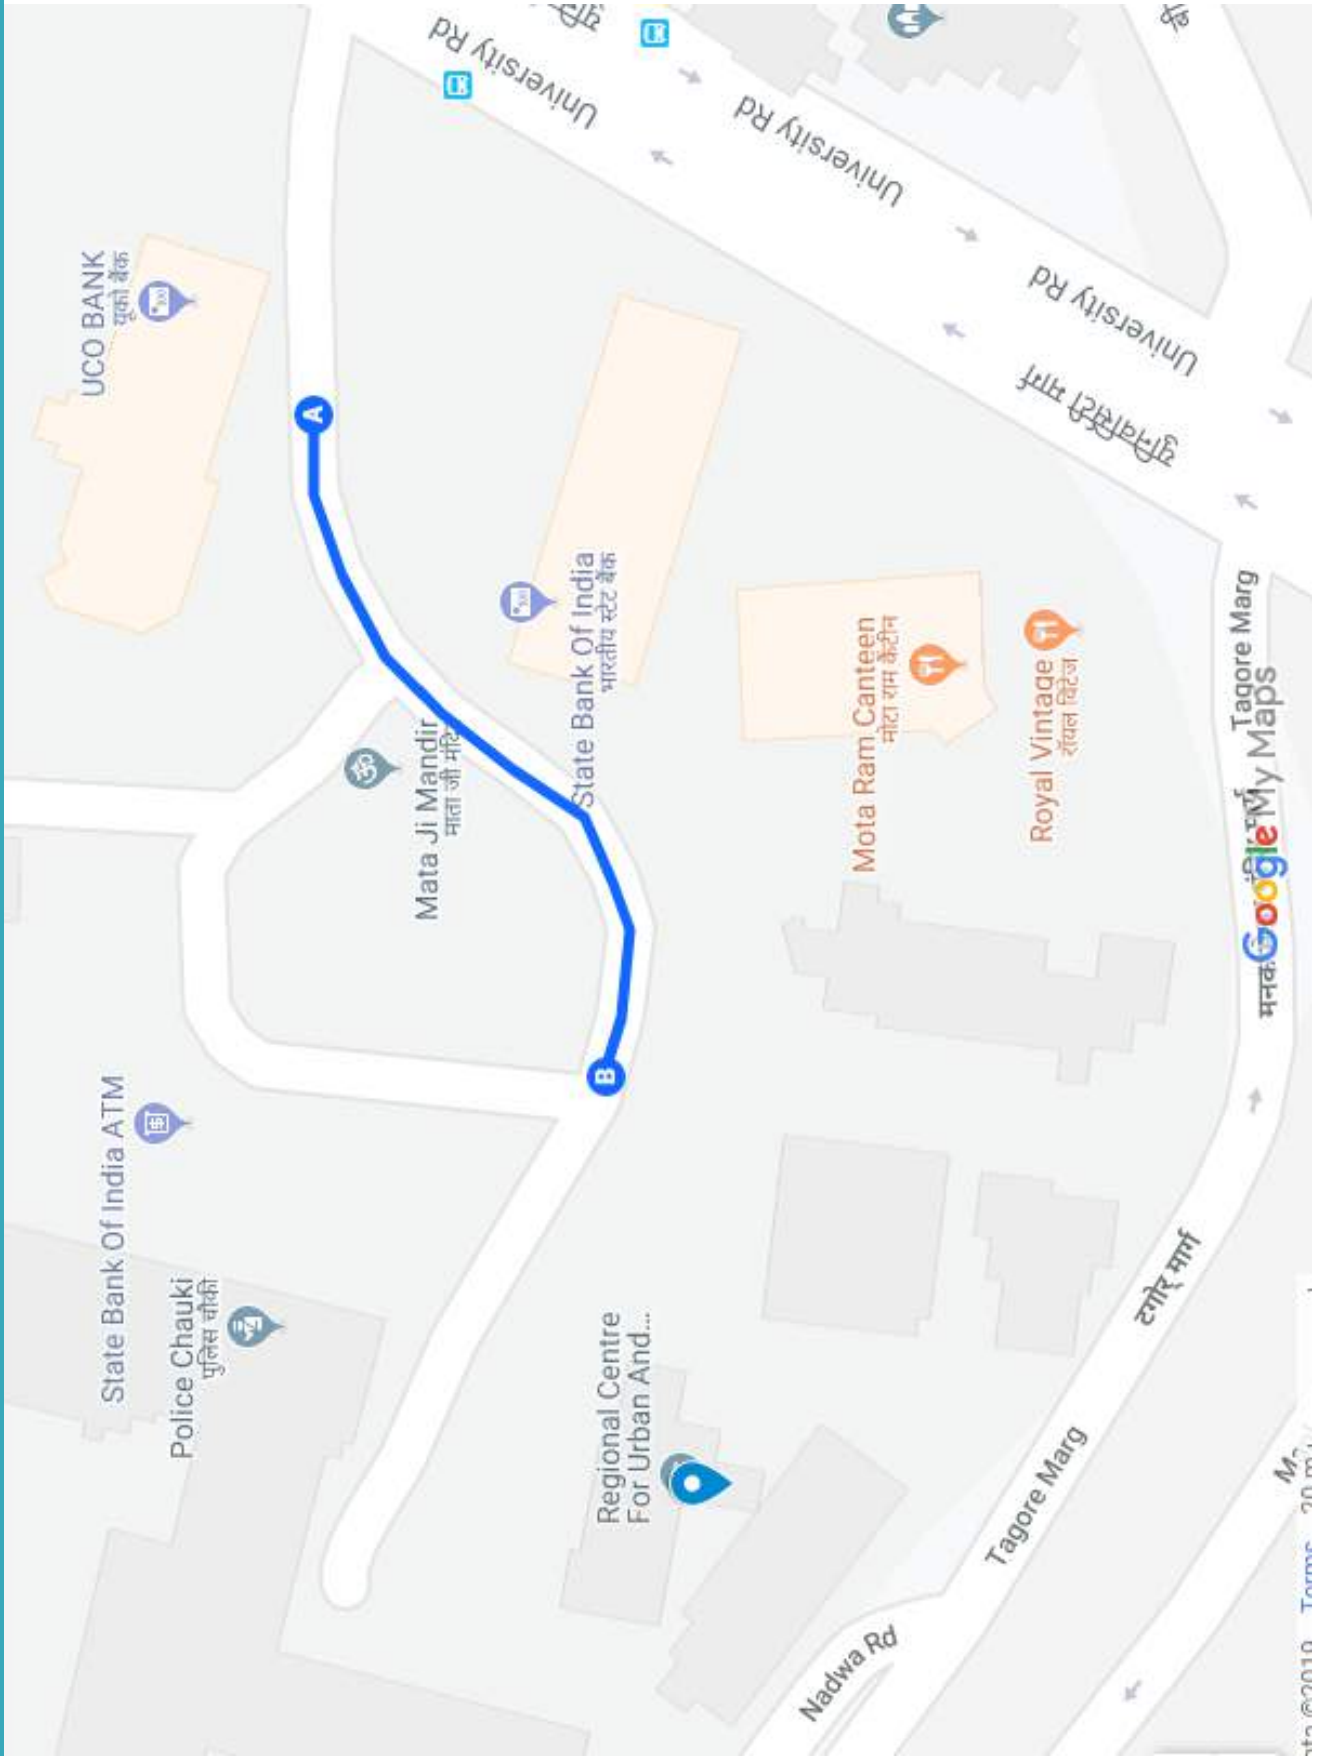 University Rd
University Rd
University Rd
यूनिवर्सिटी मार्ग
UCO BANK
यूको बैंक
A
State Bank Of India
भारतीय स्टेट बैंक
Mata Ji Mandir
माता जी
Mota Ram Canteen
मोटा राम कैंटीन
Royal Vintage
रॉयल विंटेज
Tagore Marg
Google My Maps
B
State Bank Of India ATM
Police Chauki
पुलिस चौकी
Regional Centre
For Urban And...
टैगोर मार्ग
Tagore Marg
Nadwa Rd
©2019
Terms